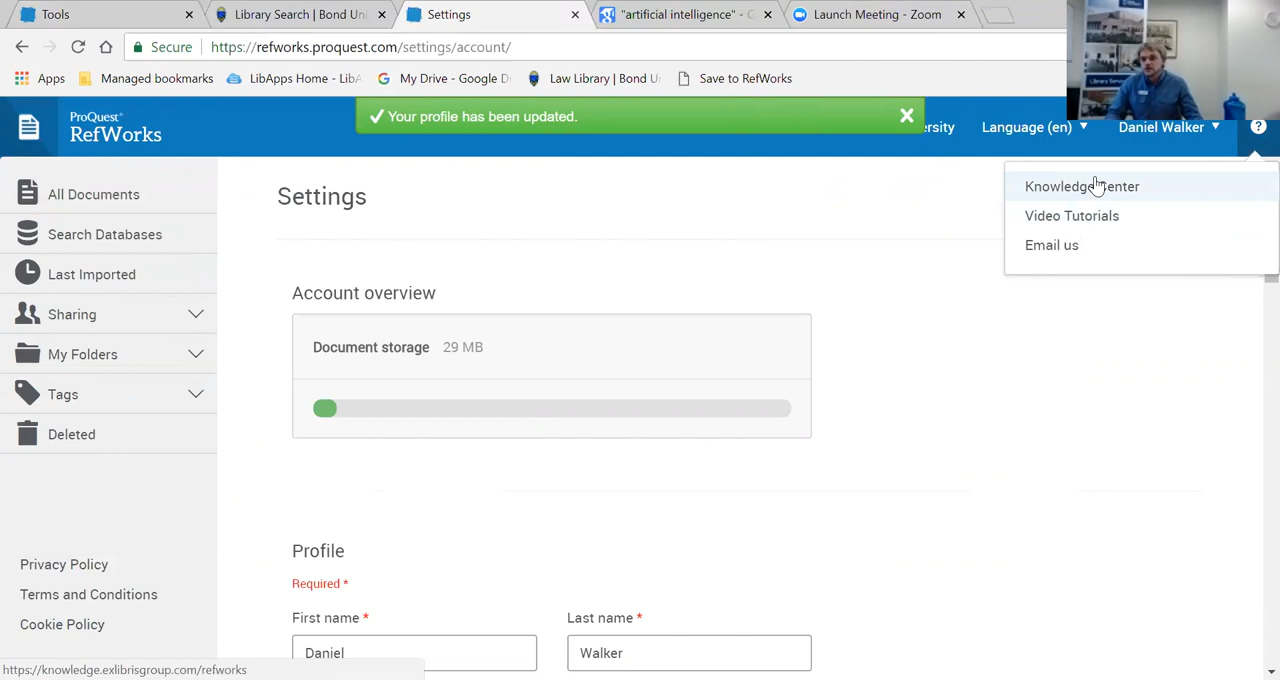 Tools
Library Search | Bond Uni
Settings
"artificial intelligence" - G
Launch Meeting - Zoom
Secure https://refworks.proquest.com/settings/account/
Apps
Managed bookmarks
LibApps Home - LibA
My Drive - Google D
Law Library | Bond U
Save to RefWorks
ProQuest®
RefWorks
Your profile has been updated.
ersity
Language (en)
Daniel Walker
?
Knowledge Center
Video Tutorials
Email us
All Documents
Search Databases
Last Imported
Sharing
My Folders
Tags
Deleted
Settings
Account overview
Document storage 29 MB
Profile
Required *
First name *
Last name *
Daniel
Walker
Privacy Policy
Terms and Conditions
Cookie Policy
https://knowledge.exlibrisgroup.com/refworks